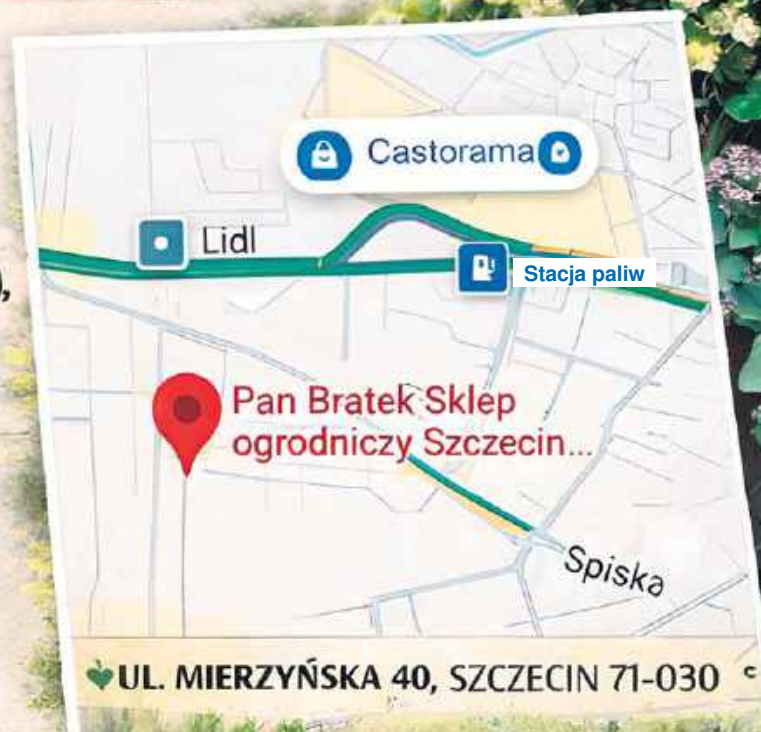 Castorama
Lidl
Stacja paliw
Pan Bratek Sklep
ogrodniczy Szczecin...
Spiska
UL. MIERZYŃSKA 40, SZCZECIN 71-030